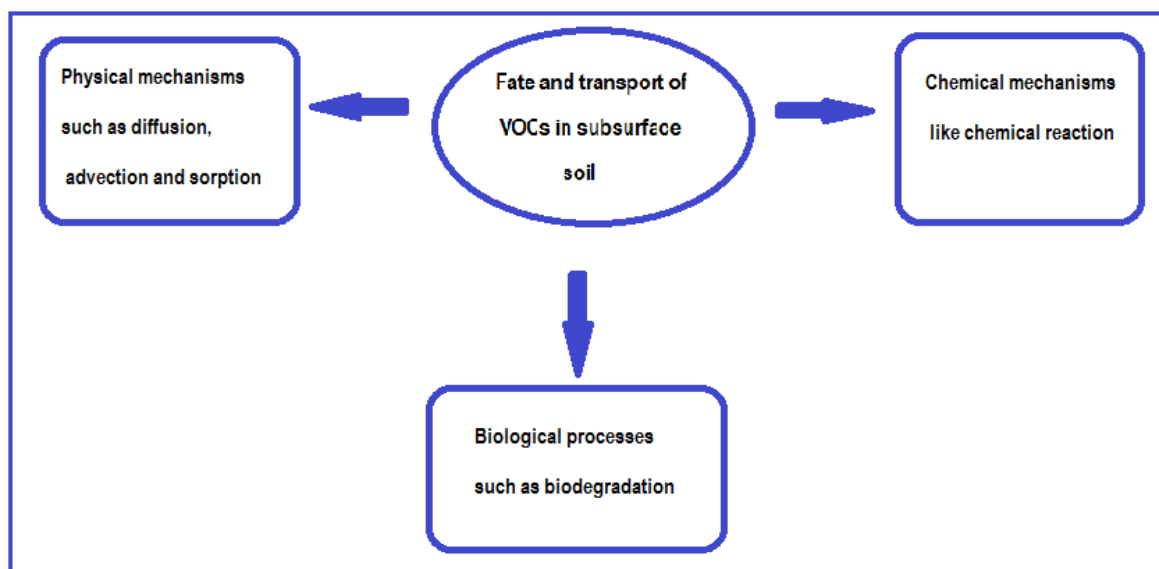 Physical mechanisms
such as diffusion,
advection and sorption
Fate and transport of
VOCs in subsurface
soil
Chemical mechanisms
like chemical reaction
Biological processes
such as biodegradation